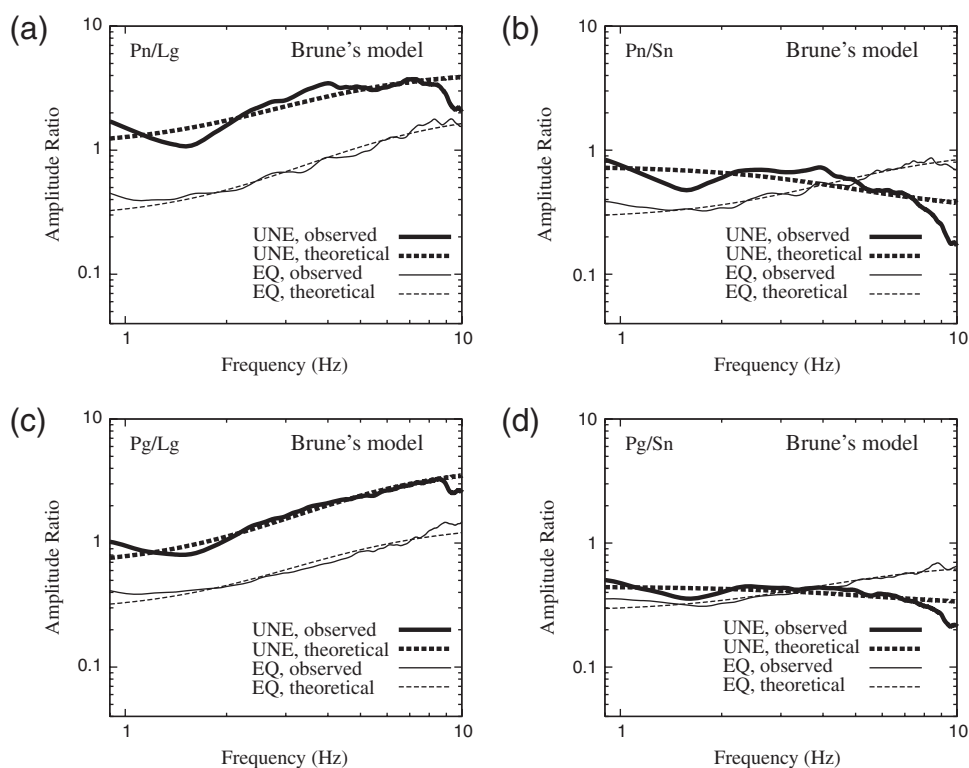 (a)
Pn/Lg
Brune's model
10
1
0.1
Amplitude Ratio
UNE, observed
UNE, theoretical
EQ, observed
EQ, theoretical
1
10
Frequency (Hz)
(b)
Pn/Sn
Brune's model
10
1
0.1
Amplitude Ratio
UNE, observed
UNE, theoretical
EQ, observed
EQ, theoretical
1
10
Frequency (Hz)
(c)
Pg/Lg
Brune's model
10
1
0.1
Amplitude Ratio
UNE, observed
UNE, theoretical
EQ, observed
EQ, theoretical
1
10
Frequency (Hz)
(d)
Pg/Sn
Brune's model
10
1
0.1
Amplitude Ratio
UNE, observed
UNE, theoretical
EQ, observed
EQ, theoretical
1
10
Frequency (Hz)